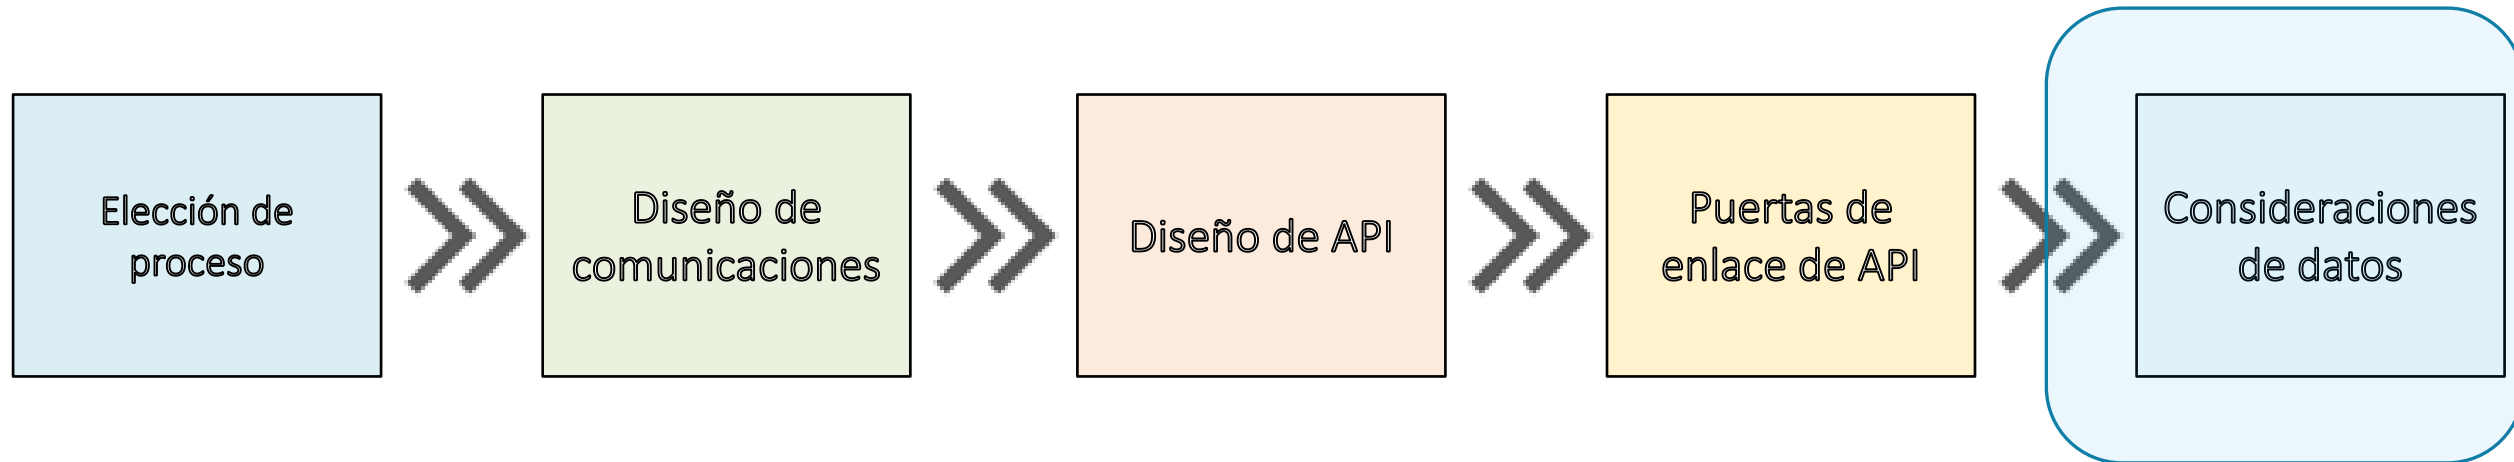 Elección de
proceso
Diseño de
comunicaciones
Diseño de API
Puertas de
enlace de API
Consideraciones
de datos